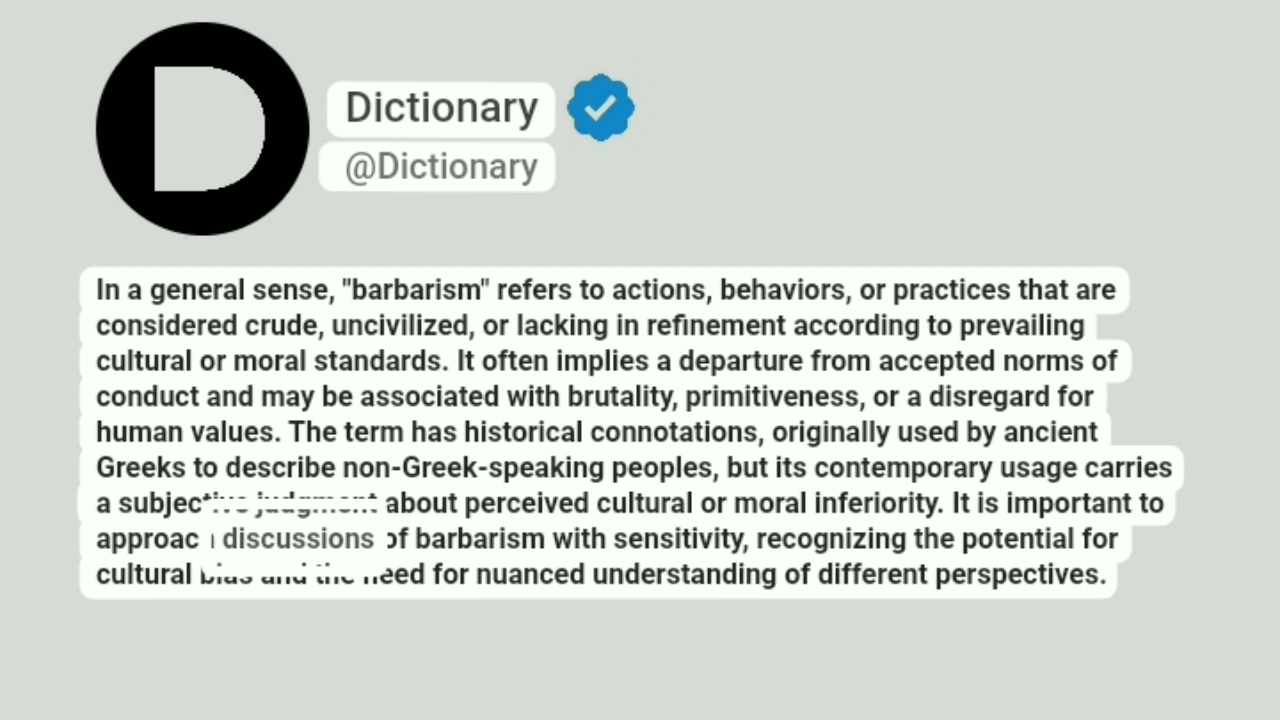 Dictionary
@Dictionary
In a general sense, "barbarism" refers to actions, behaviors, or practices that are
considered crude, uncivilized, or lacking in refinement according to prevailing
cultural or moral standards. It often implies a departure from accepted norms of
conduct and may be associated with brutality, primitiveness, or a disregard for
human values. The term has historical connotations, originally used by ancient
Greeks to describe non-Greek-speaking peoples, but its contemporary usage carries
a subjective judgment about perceived cultural or moral inferiority. It is important to
discussions of barbarism with sensitivity, recognizing the potential for
cultural bias and the need for nuanced understanding of different perspectives.